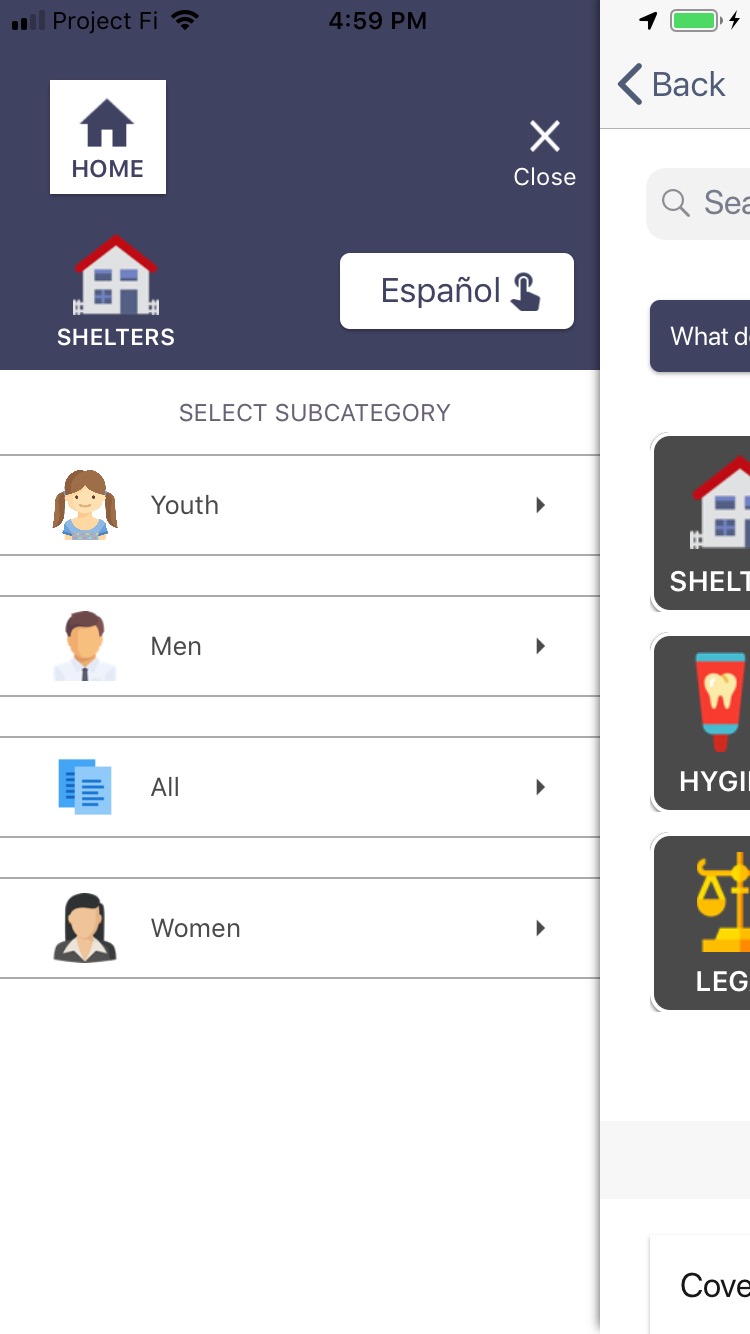 Project Fi
4:59 PM
HOME
Close
SHELTERS
Español
SELECT SUBCATEGORY
Youth
Men
All
Women
Back
Sea
What d
SHELT
HYGI
LEG
Cove